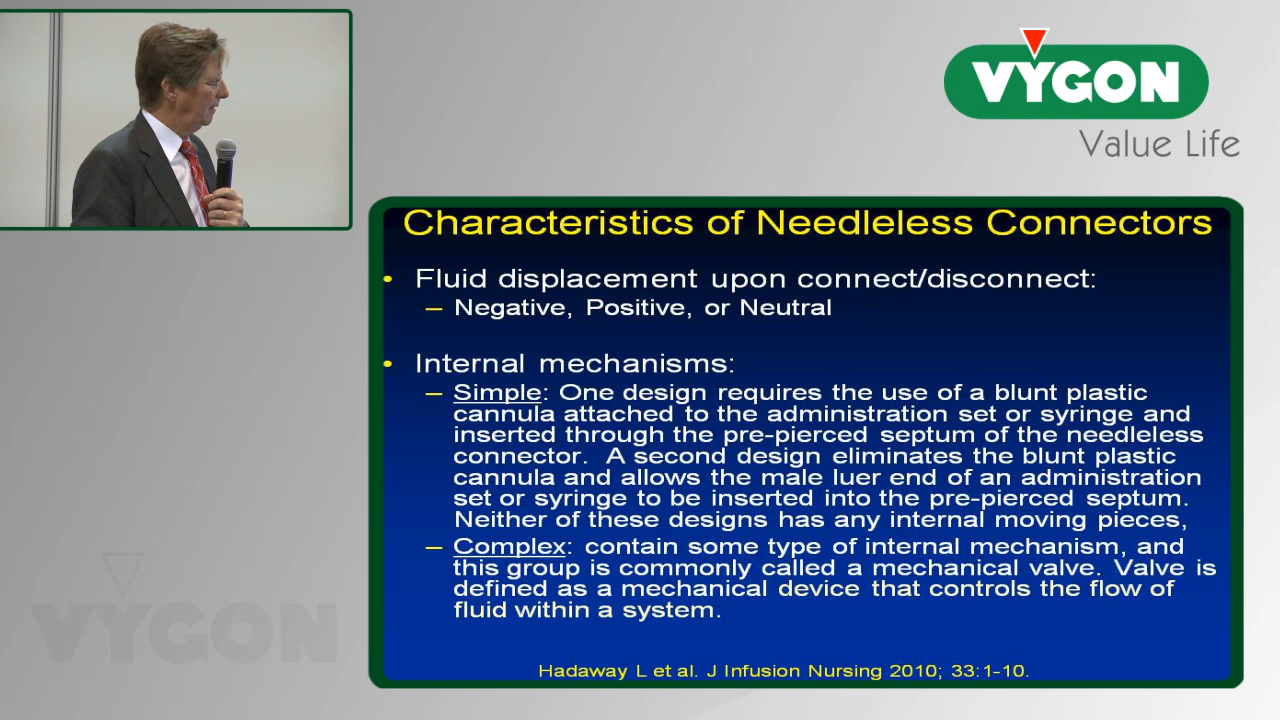 VYGON
Value Life
Characteristics of Needleless Connectors
• Fluid displacement upon connect/disconnect:
– Negative, Positive, or Neutral
• Internal mechanisms:
– Simple: One design requires the use of a blunt plastic
cannula attached to the administration set or syringe and
inserted through the pre-pierced septum of the needleless
connector. A second design eliminates the blunt plastic
cannula and allows the male luer end of an administration
set or syringe to be inserted into the pre-pierced septum.
Neither of these designs has any internal moving pieces,
– Complex: contain some type of internal mechanism, and
this group is commonly called a mechanical valve. Valve is
defined as a mechanical device that controls the flow of
fluid within a system.
Hadaway L et al. J Infusion Nursing 2010; 33:1-10.
VYGON